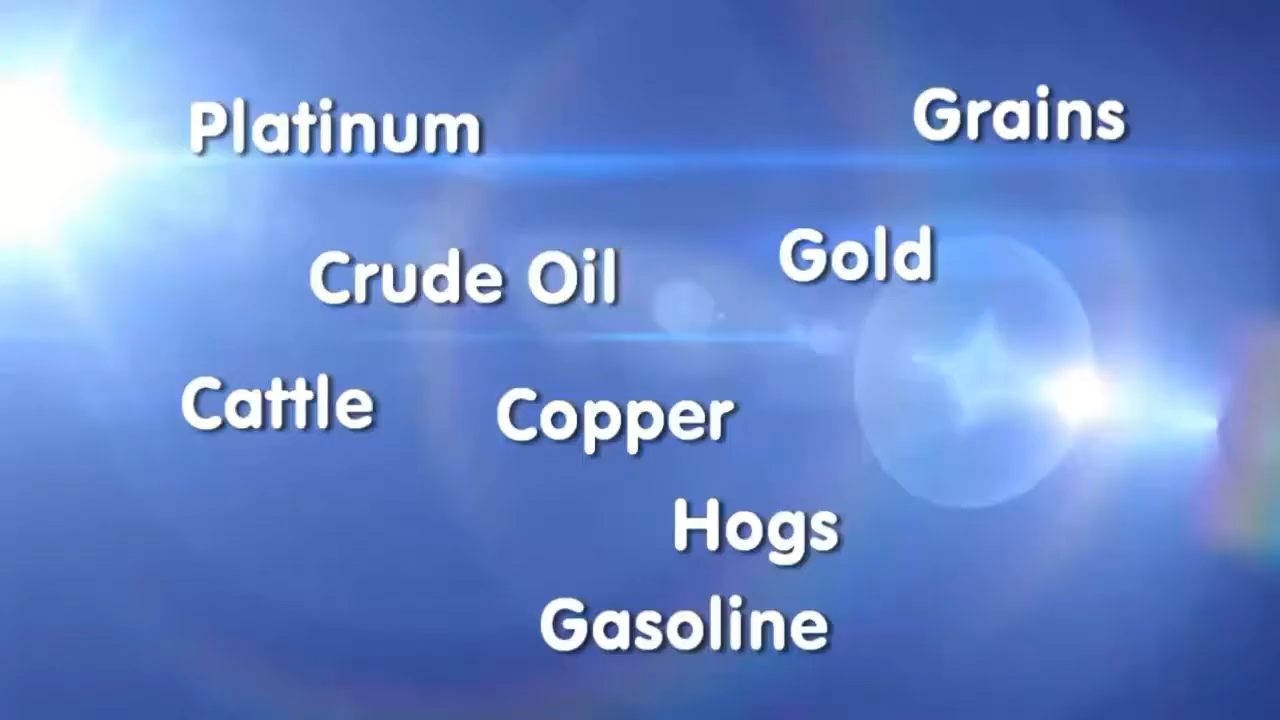 Platinum
Grains
Crude Oil
Gold
Cattle
Copper
Hogs
Gasoline